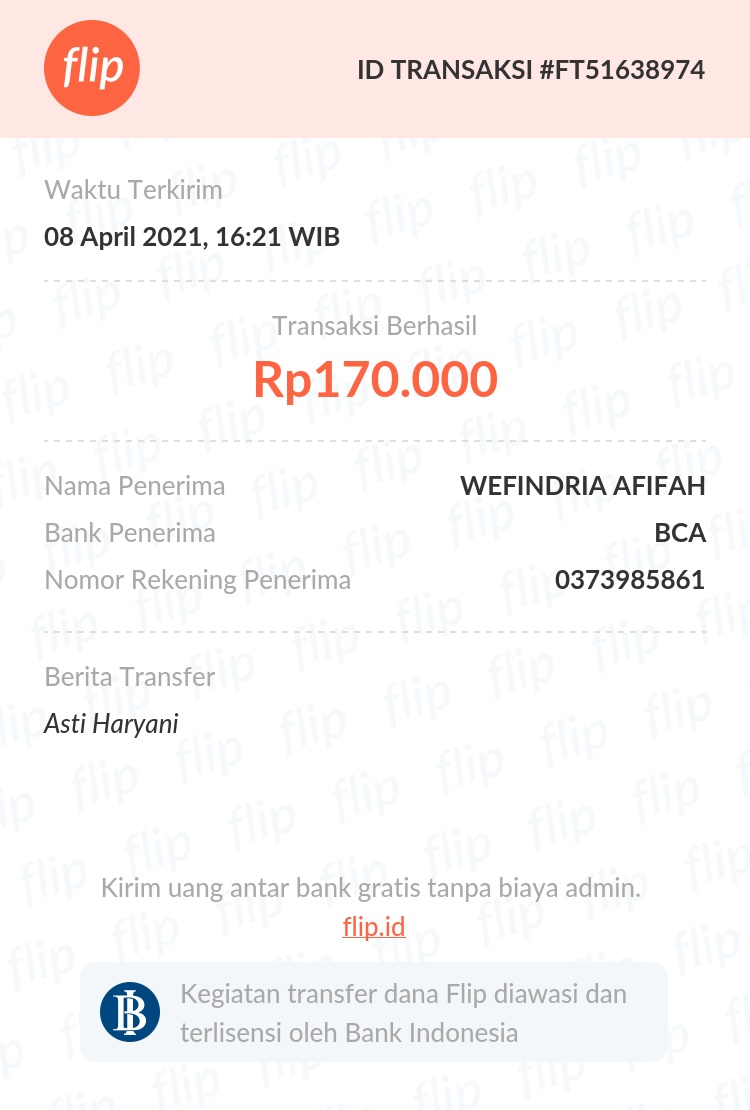 flip
ID TRANSAKSI #FT51638974
Waktu Terkirim
08 April 2021, 16:21 WIB
Transaksi Berhasil
Rp170.000
Nama Penerima WEFINDRIA AFIFAH
Bank Penerima BCA
Nomor Rekening Penerima 0373985861
Berita Transfer
Asti Haryani
Kirim uang antar bank gratis tanpa biaya admin.
flip.id
Kegiatan transfer dana Flip diawasi dan
terlisensi oleh Bank Indonesia